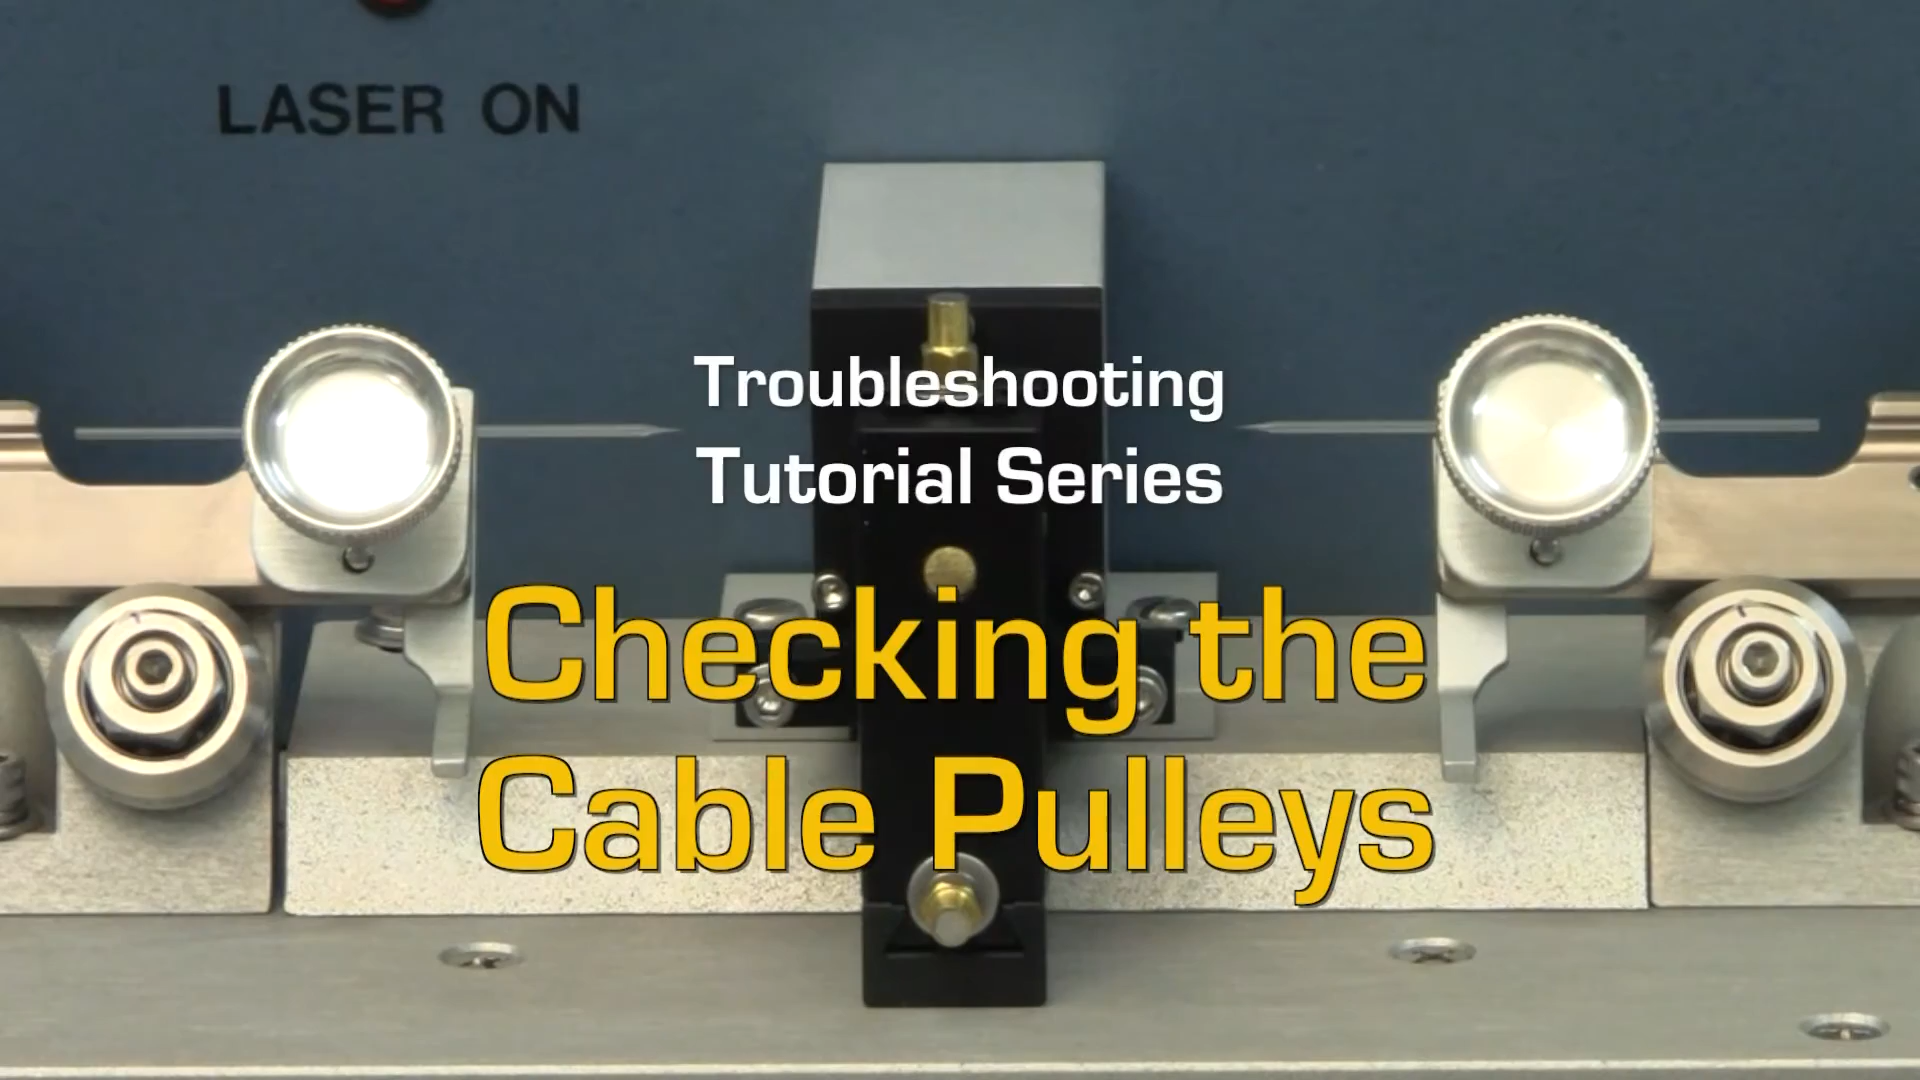 LASER ON
Troubleshooting
Tutorial Series
Checking the
Cable Pulleys